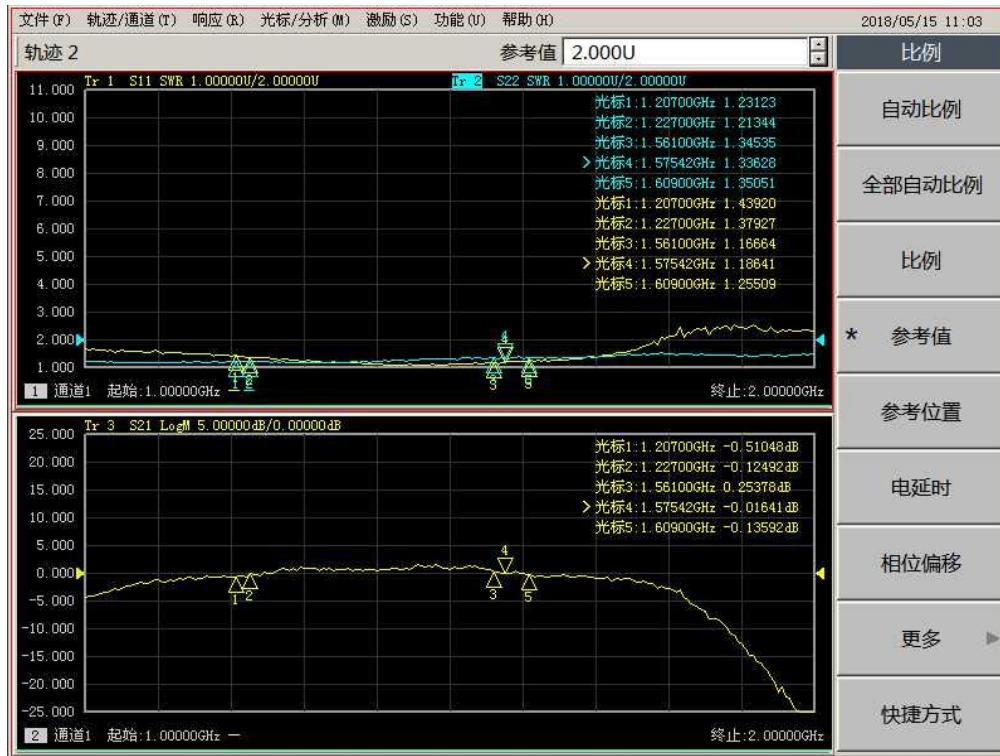 文件(F) 轨迹/通道(T) 响应(R) 光标/分析(M) 激励(S) 功能(U) 帮助(H) 2018/05/15 11:03
轨迹 2 参考值 2.000U
比例
自动比例
全部自动比例
比例
* 参考值
参考位置
电延时
相位偏移
更多
快捷方式
Tr 1 S11 SWR 1.00000U/2.00000U Tr 2 S22 SWR 1.00000U/2.00000U
11.000
10.000
9.000
8.000
7.000
6.000
5.000
4.000
3.000
2.000
1.000
光标1:1.20700GHz 1.23123
光标2:1.22700GHz 1.21344
光标3:1.56100GHz 1.34535
>光标4:1.57542GHz 1.33628
光标5:1.60900GHz 1.35051
光标1:1.20700GHz 1.43920
光标2:1.22700GHz 1.37927
光标3:1.56100GHz 1.16664
>光标4:1.57542GHz 1.18641
光标5:1.60900GHz 1.25509
4
1 2 3 5
1 通道1 起始:1.00000GHz 终止:2.00000GHz
Tr 3 S21 LogM 5.00000dB/0.00000dB
25.000
20.000
15.000
10.000
5.000
0.000
-5.000
-10.000
-15.000
-20.000
-25.000
光标1:1.20700GHz -0.51048dB
光标2:1.22700GHz -0.12492dB
光标3:1.56100GHz 0.25378dB
>光标4:1.57542GHz -0.01641dB
光标5:1.60900GHz -0.13592dB
4
1 2 3 5
2 通道1 起始:1.00000GHz 终止:2.00000GHz